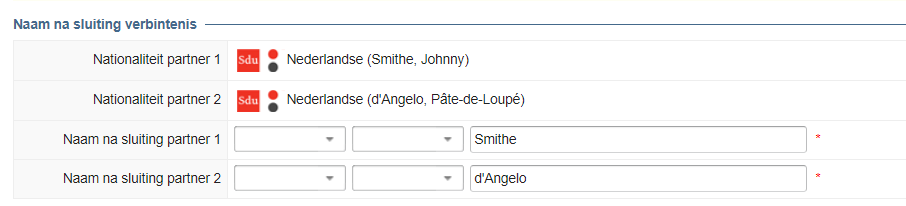 Naam na sluiting verbintenis
Nationaliteit partner 1 Sdu Nederlandse (Smithe, Johnny)
Nationaliteit partner 2 Sdu Nederlandse (d'Angelo, Pâte-de-Loupé)
Naam na sluiting partner 1 Smithe *
Naam na sluiting partner 2 d'Angelo *